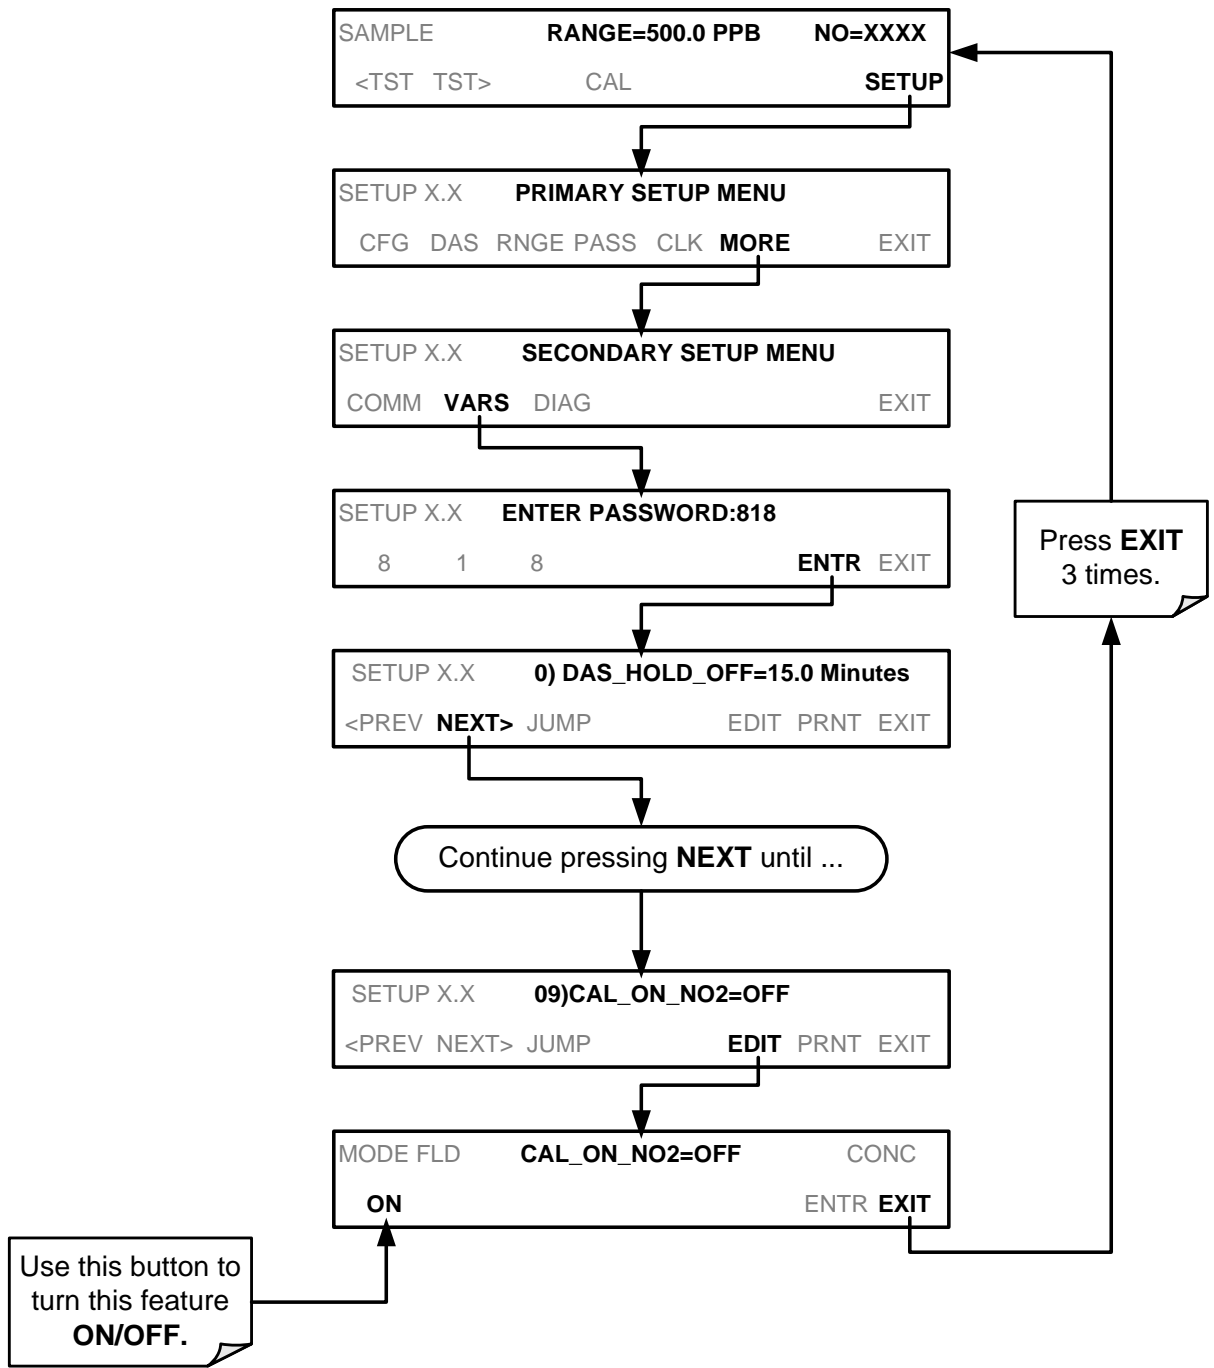 SAMPLE RANGE=500.0 PPB NO=XXXX
<TST TST> CAL SETUP
SETUP X.X PRIMARY SETUP MENU
CFG DAS RNGE PASS CLK MORE EXIT
SETUP X.X SECONDARY SETUP MENU
COMM VARS DIAG EXIT
SETUP X.X ENTER PASSWORD:818
8 1 8 ENTR EXIT
Press EXIT
3 times.
SETUP X.X 0) DAS_HOLD_OFF=15.0 Minutes
<PREV NEXT> JUMP EDIT PRNT EXIT
Continue pressing NEXT until ...
SETUP X.X 09)CAL_ON_NO2=OFF
<PREV NEXT> JUMP EDIT PRNT EXIT
MODE FLD CAL_ON_NO2=OFF CONC
ON ENTR EXIT
Use this button to
turn this feature
ON/OFF.